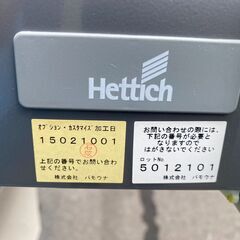 Hettich
オプション・カスタマイズ加工日
15021001
上記の番号でお問い合わ
せください。
株式会社 パモウナ
お問い合わせの際には、
下記の番号が必要と
なりますので
はがさないでください
ロットNo.
5012101
株式会社 パモウナ